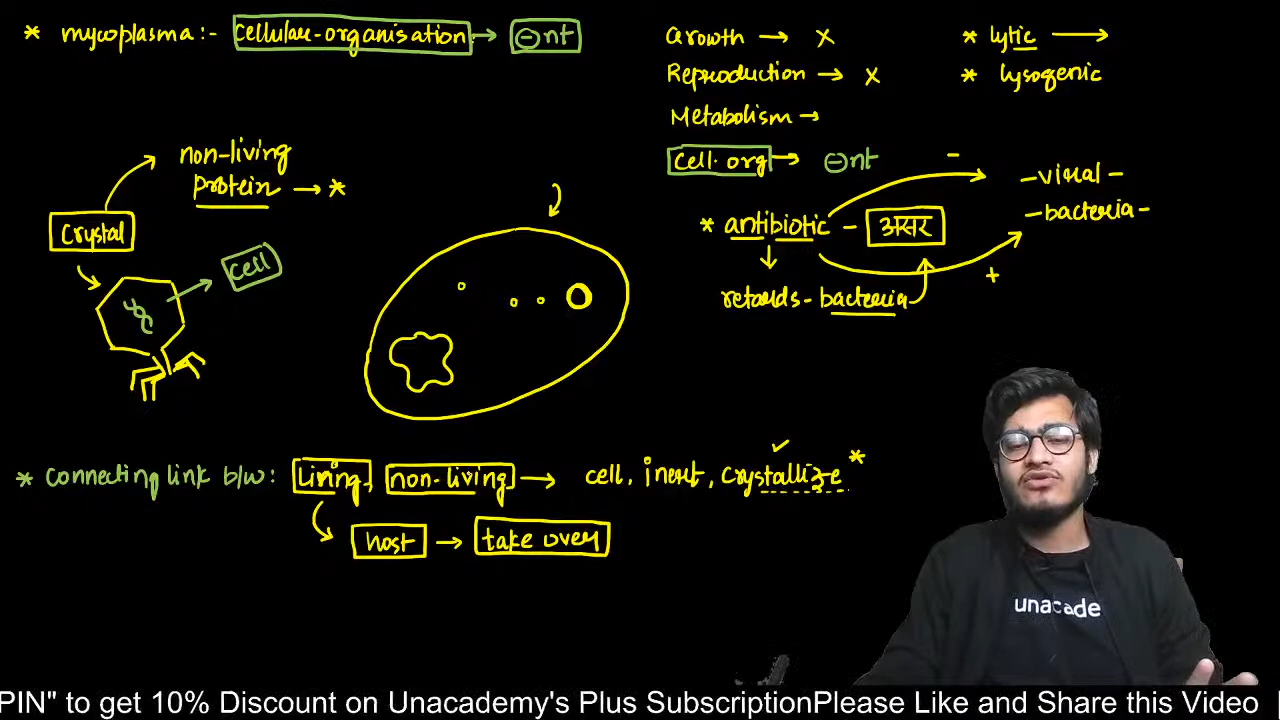 * mycoplasma:- cellular-organisation → ⊖nt
Growth → x
Reproduction → x
Metabolism →
Cell. org → ⊖nt
* lytic →
* lysogenic
non-living
protein → *
Crystal
cell
* antibiotic - असर
retards - bacteria
-
- viral -
- bacteria -
+
* connecting link b/w: Living, non-living → cell, inert, crystallize *
host → take over
unacade
PIN" to get 10% Discount on Unacademy's Plus SubscriptionPlease Like and Share this Video